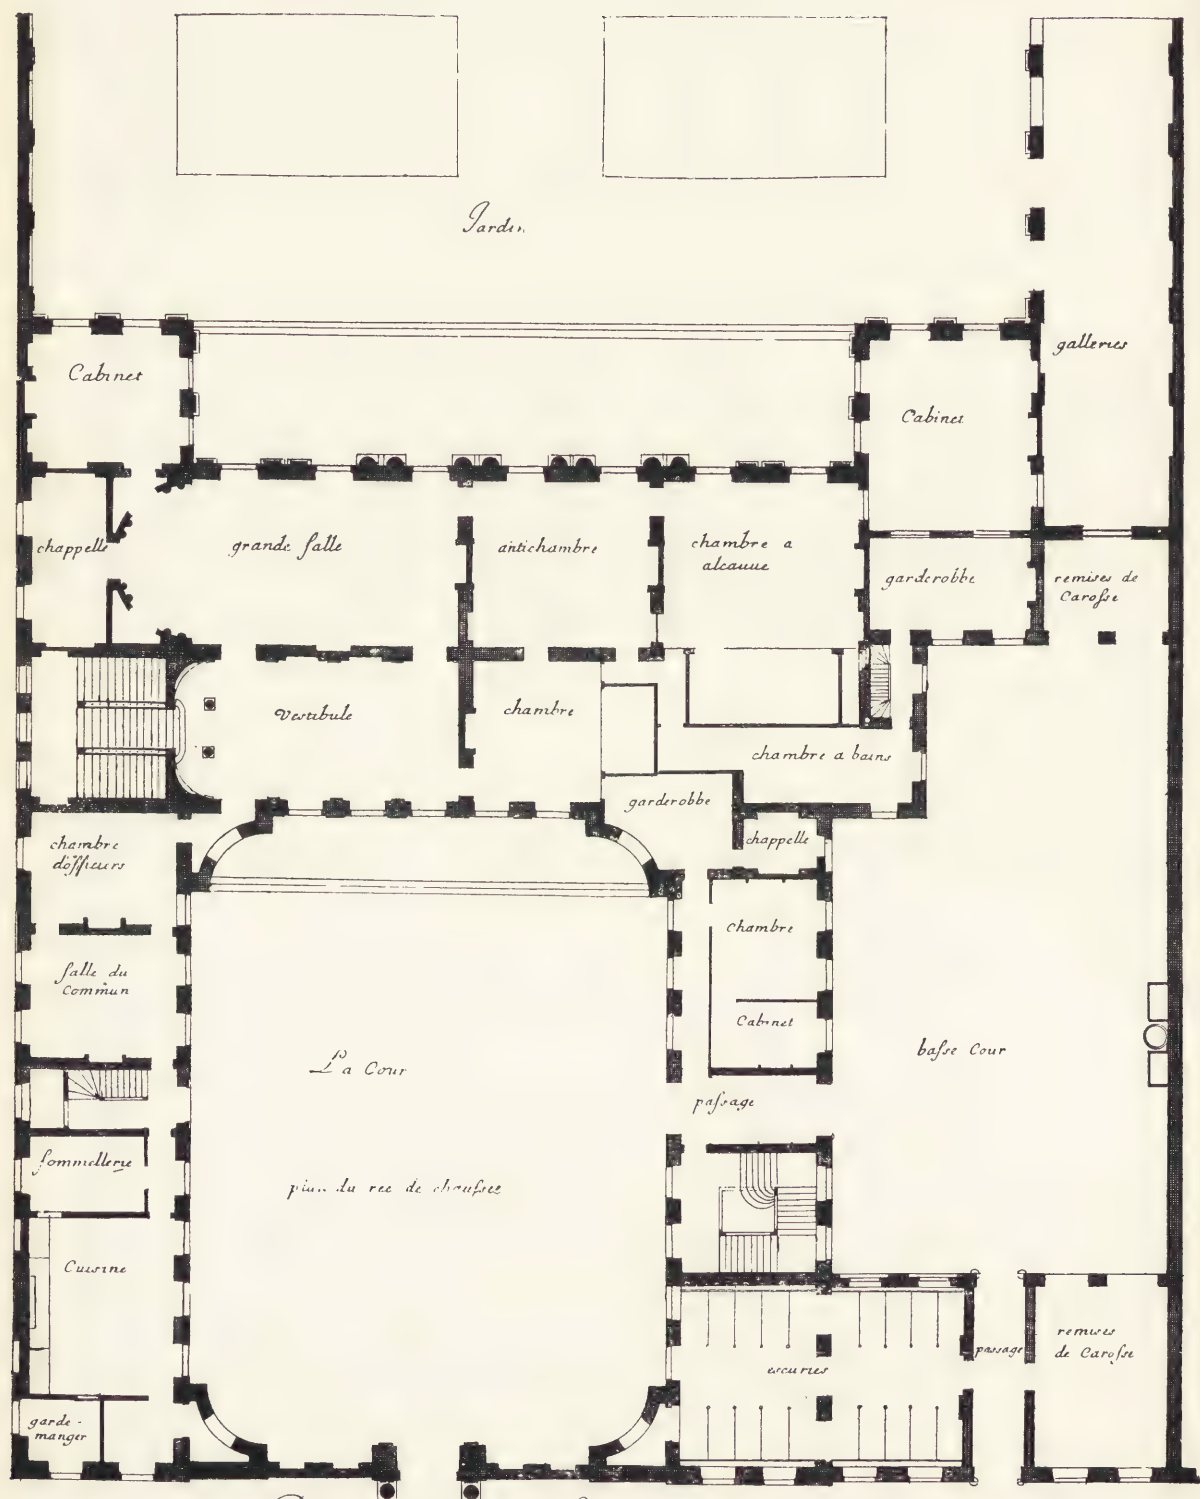 Jardin
galleries
Cabinet
Cabinet
chappelle
grande salle
antichambre
chambre a
alcauue
garderobbe
remises de
Carosse
Vestibule
chambre
chambre a bains
garderobbe
chappelle
chambre
d'officiers
chambre
salle du
Commun
Cabinet
La Cour
basse Cour
passage
sommellerie
plan du rec de chaussee
Cuisine
remises
de Carosse
passage
escuries
garde-
manger